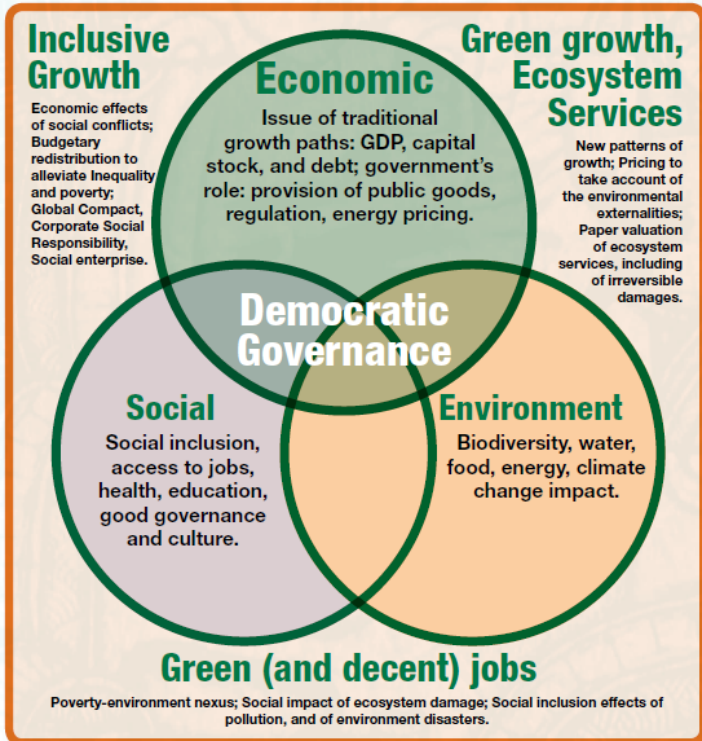 Inclusive
Growth
Economic effects
of social conflicts;
Budgetary
redistribution to
alleviate Inequality
and poverty;
Global Compact,
Corporate Social
Responsibility,
Social enterprise.
Economic
Issue of traditional
growth paths: GDP, capital
stock, and debt; government’s
role: provision of public goods,
regulation, energy pricing.
Green growth,
Ecosystem
Services
New patterns of
growth; Pricing to
take account of
the environmental
externalities;
Paper valuation
of ecosystem
services, including
of irreversible
damages.
Democratic
Governance
Social
Social inclusion,
access to jobs,
health, education,
good governance
and culture.
Environment
Biodiversity, water,
food, energy, climate
change impact.
Green (and decent) jobs
Poverty-environment nexus; Social impact of ecosystem damage; Social inclusion effects of
pollution, and of environment disasters.